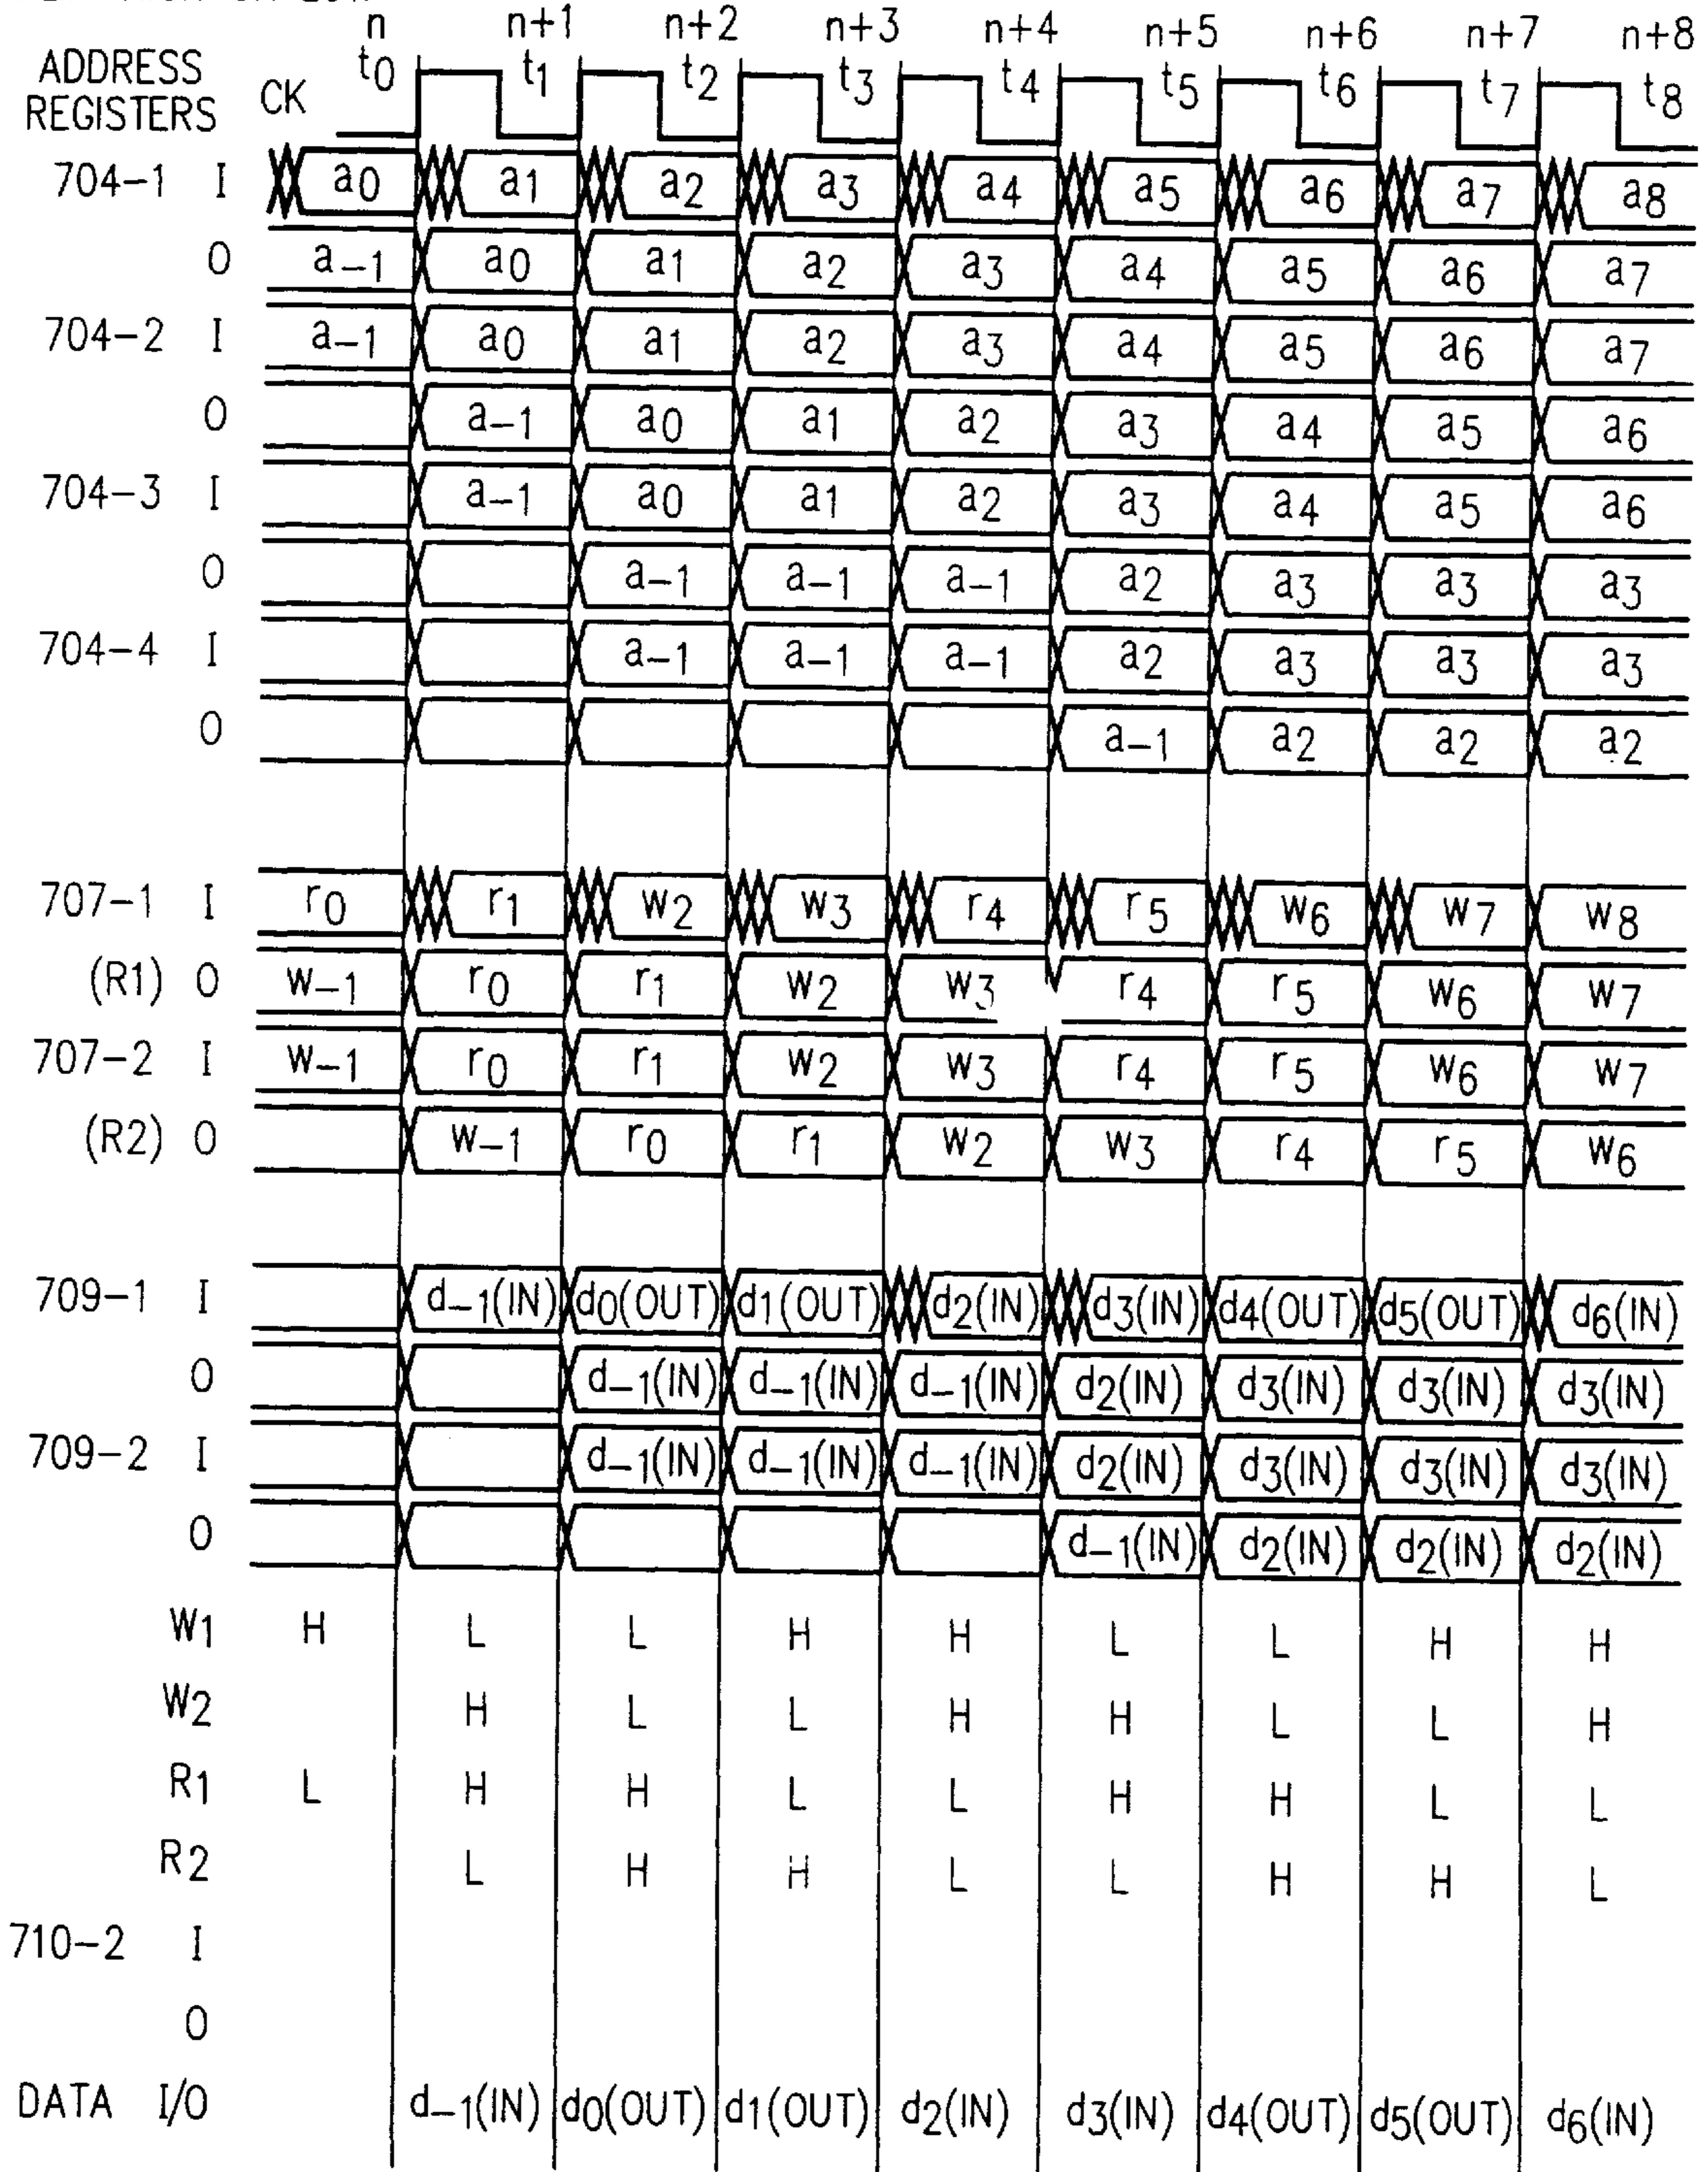 n n+1 n+2 n+3 n+4 n+5 n+6 n+7 n+8
ADDRESS REGISTERS CK t0 t1 t2 t3 t4 t5 t6 t7 t8
704-1 I a0 a1 a2 a3 a4 a5 a6 a7 a8
O a-1 a0 a1 a2 a3 a4 a5 a6 a7
704-2 I a-1 a0 a1 a2 a3 a4 a5 a6 a7
O a-1 a0 a1 a2 a3 a4 a5 a6
704-3 I a-1 a0 a1 a2 a3 a4 a5 a6
O a-1 a-1 a-1 a2 a3 a3 a3
704-4 I a-1 a-1 a-1 a2 a3 a3 a3
O a-1 a2 a2 a2
707-1 I r0 r1 w2 w3 r4 r5 w6 w7 w8
(R1) O w-1 r0 r1 w2 w3 r4 r5 w6 w7
707-2 I w-1 r0 r1 w2 w3 r4 r5 w6 w7
(R2) O w-1 r0 r1 w2 w3 r4 r5 w6
709-1 I d-1(IN) d0(OUT) d1(OUT) d2(IN) d3(IN) d4(OUT) d5(OUT) d6(IN)
O d-1(IN) d-1(IN) d-1(IN) d2(IN) d3(IN) d3(IN) d3(IN)
709-2 I d-1(IN) d-1(IN) d-1(IN) d2(IN) d3(IN) d3(IN) d3(IN)
O d-1(IN) d2(IN) d2(IN) d2(IN)
W1 H L L H H L L H H
W2 H L L H H L L H
R1 L H H L L H H L L
R2 L H H L L H H L
710-2 I
O
DATA I/O d-1(IN) d0(OUT) d1(OUT) d2(IN) d3(IN) d4(OUT) d5(OUT) d6(IN)